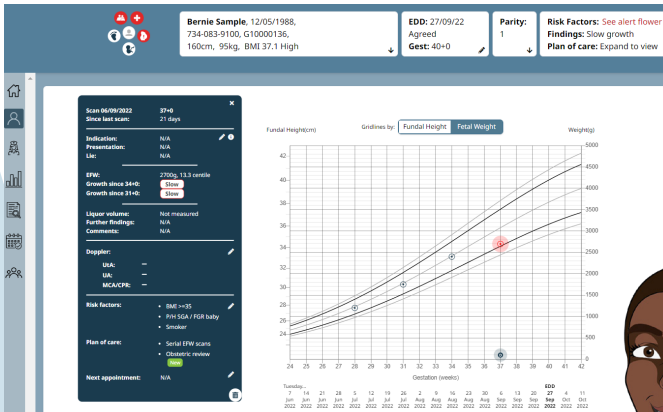 Bernie Sample, 12/05/1988,
734-083-9100, G10000136,
160cm, 95kg, BMI 37.1 High
EDD: 27/09/22
Agreed
Gest: 40+0
Parity:
1
Risk Factors: See alert flower
Findings: Slow growth
Plan of care: Expand to view
Scan 06/09/2022 37+0
Since last scan: 21 days
Indication: N/A
Presentation: N/A
Lie: N/A
EFW: 2700g, 13.3 centile
Growth since 34+0: Slow
Growth since 31+0: Slow
Liquor volume: Not measured
Further findings: N/A
Comments: N/A
Doppler:
UtA: —
UA: —
MCA/CPR: —
Risk factors: • BMI >=35
• P/H SGA / FGR baby
• Smoker
Plan of care: • Serial EFW scans
• Obstetric review
New
Next appointment: N/A
Fundal Height(cm) Gridlines by: Fundal Height Fetal Weight Weight(g)
5000
42
4500
40
4000
38
3500
36
3000
34
2500
32
2000
30
1500
28
1000
26
24
500
0
24 25 26 27 28 29 30 31 32 33 34 35 36 37 38 39 40 41 42
Gestation (weeks)
Tuesday... EDD
7 14 21 28 5 12 19 26 2 9 16 23 30 6 13 20 27 4 11
Jun Jun Jun Jun Jul Jul Jul Jul Aug Aug Aug Aug Aug Sep Sep Sep Sep Oct Oct
2022 2022 2022 2022 2022 2022 2022 2022 2022 2022 2022 2022 2022 2022 2022 2022 2022 2022 2022